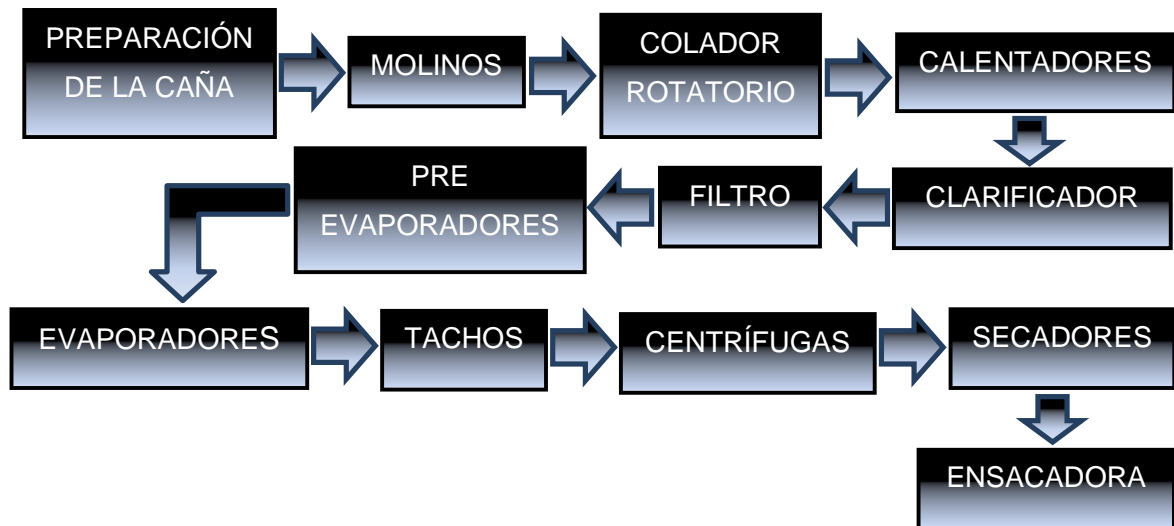 PREPARACIÓN
DE LA CAÑA
MOLINOS
COLADOR
ROTATORIO
CALENTADORES
CLARIFICADOR
FILTRO
PRE
EVAPORADORES
EVAPORADORES
TACHOS
CENTRÍFUGAS
SECADORES
ENSACADORA